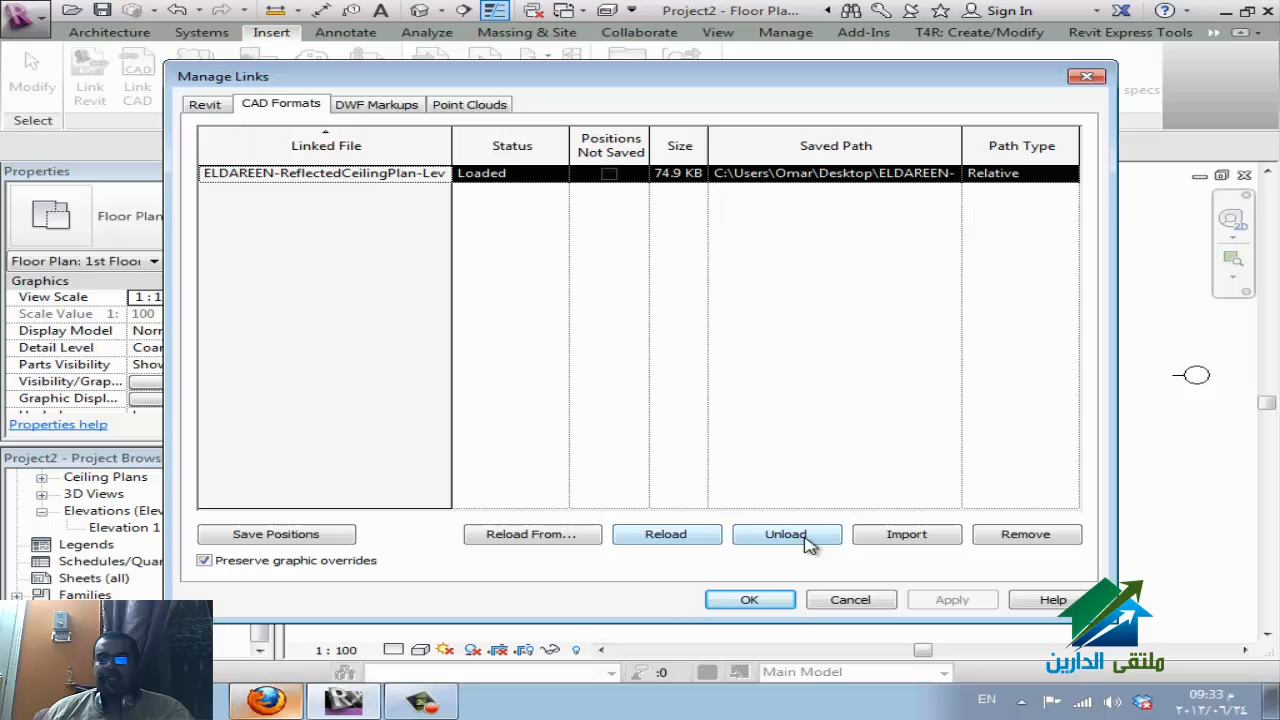 Project2 - Floor Pla... Sign In
Architecture Systems Insert Annotate Analyze Massing & Site Collaborate View Manage Add-Ins T4R: Create/Modify Revit Express Tools
Modify Link Revit Link CAD specs
Select
Manage Links
Revit CAD Formats DWF Markups Point Clouds
Linked File Status Positions Not Saved Size Saved Path Path Type
ELDAREEN-ReflectedCeilingPlan-Lev Loaded 74.9 KB C:\Users\Omar\Desktop\ELDAREEN- Relative
Properties
Floor Plan
Floor Plan: 1st Floor
Graphics
View Scale 1 : 1
Scale Value 1: 100
Display Model Norr
Detail Level Coar
Parts Visibility Show
Visibility/Grap...
Graphic Displ...
Properties help
Project2 - Project Brows
Ceiling Plans
3D Views
Elevations (Elev
Elevation 1
Legends
Schedules/Quar
Sheets (all)
Families
Save Positions Reload From... Reload Unload Import Remove
Preserve graphic overrides
OK Cancel Apply Help
2D
ملتقى الدارين
1 : 100 :0 Main Model
EN
09:33 م
٢٠١٣/٠٦/٢٤